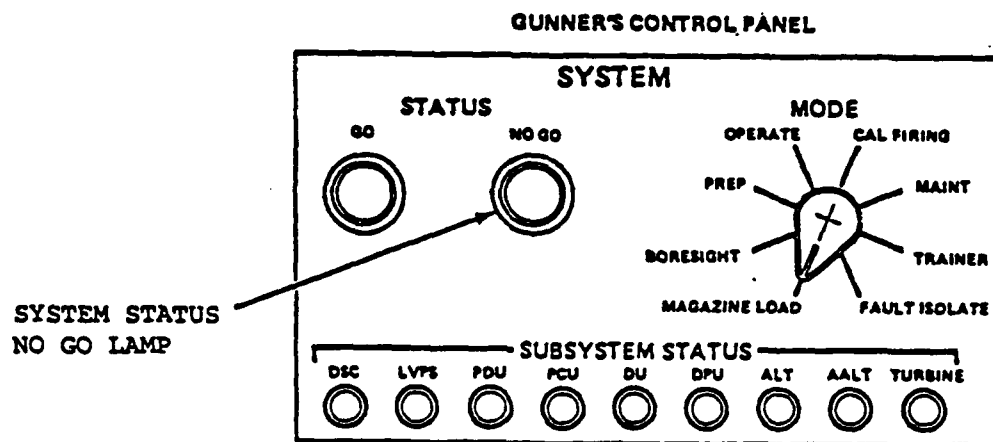 GUNNER'S CONTROL PANEL
SYSTEM
STATUS
GO
NO GO
MODE
OPERATE
CAL FIRING
PREP
MAINT
BORESIGHT
TRAINER
MAGAZINE LOAD
FAULT ISOLATE
SYSTEM STATUS
NO GO LAMP
SUBSYSTEM STATUS
DSC LVPS PDU PCU DU DPU ALT AALT TURBINE